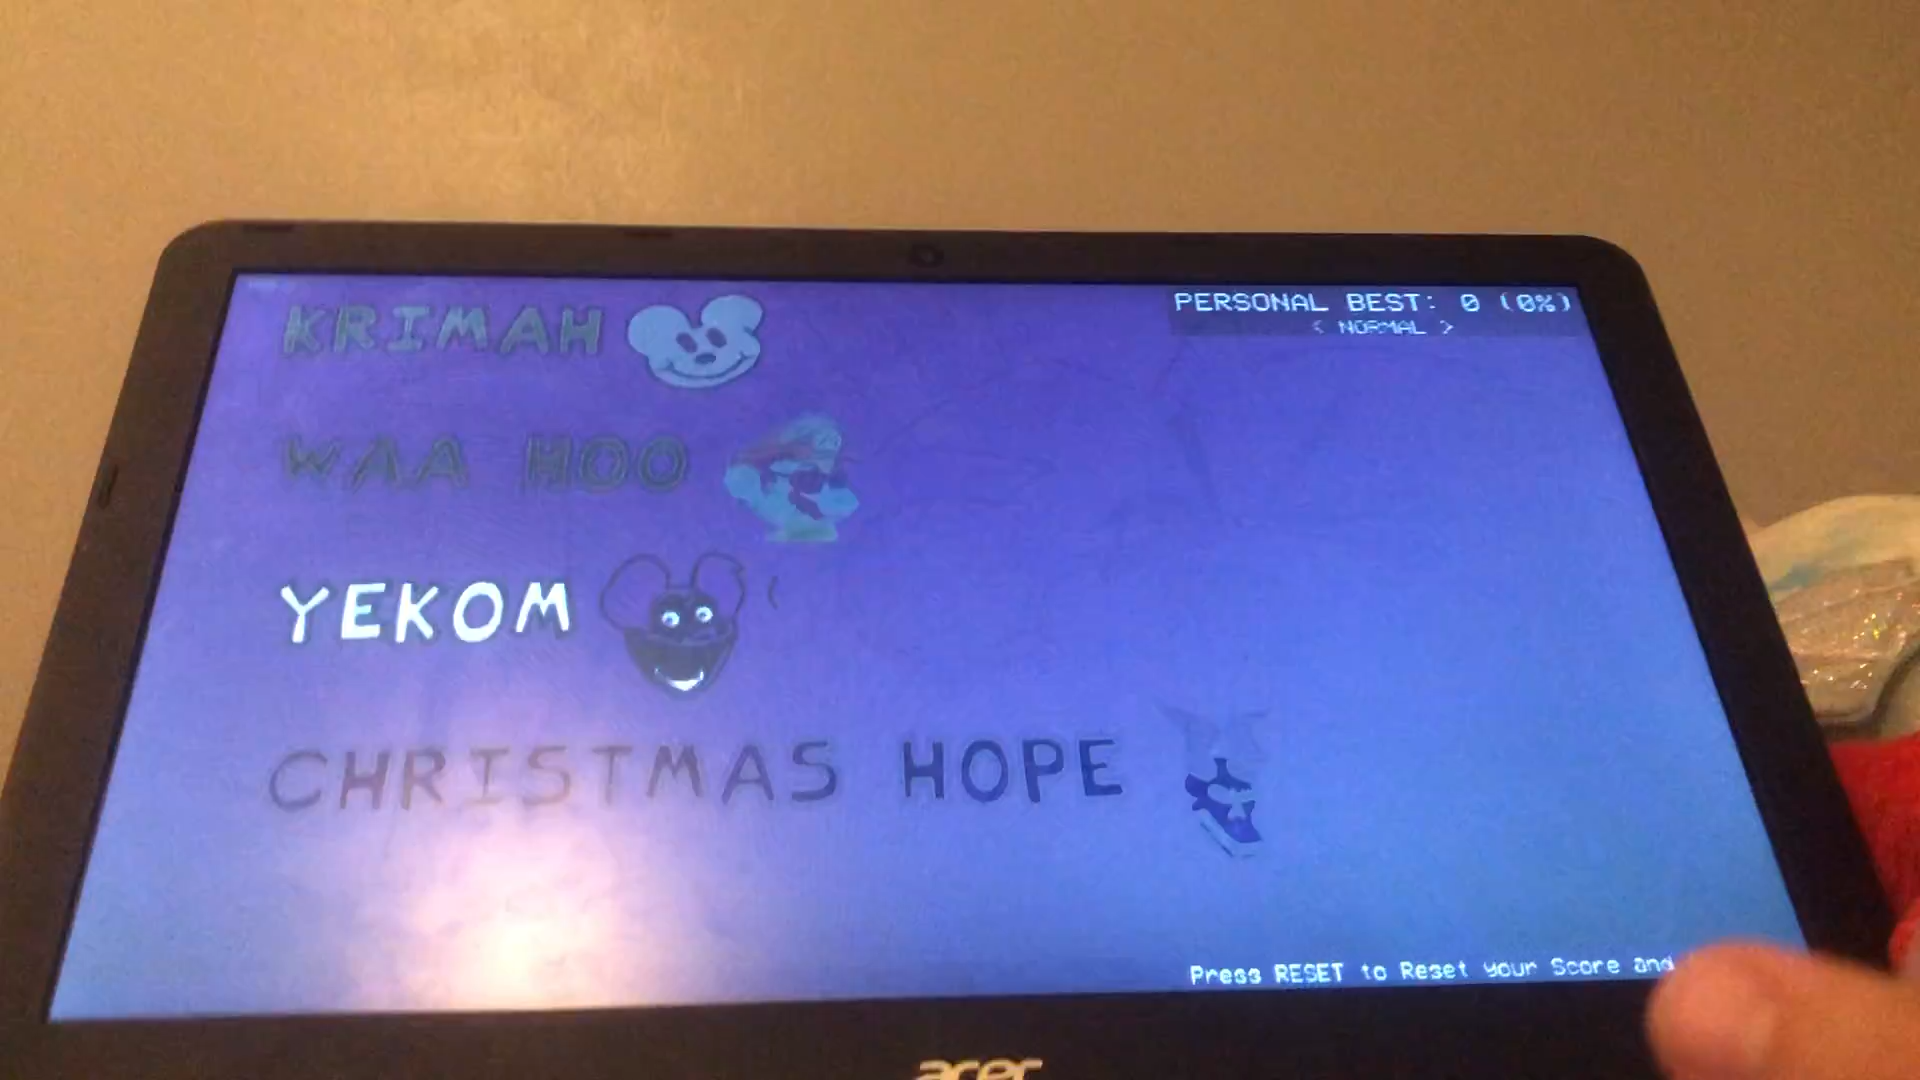 KRIMAH
PERSONAL BEST: 0 (0%)
< NORMAL >
WAA HOO
YEKOM
CHRISTMAS HOPE
Press RESET to Reset your Score and
acer